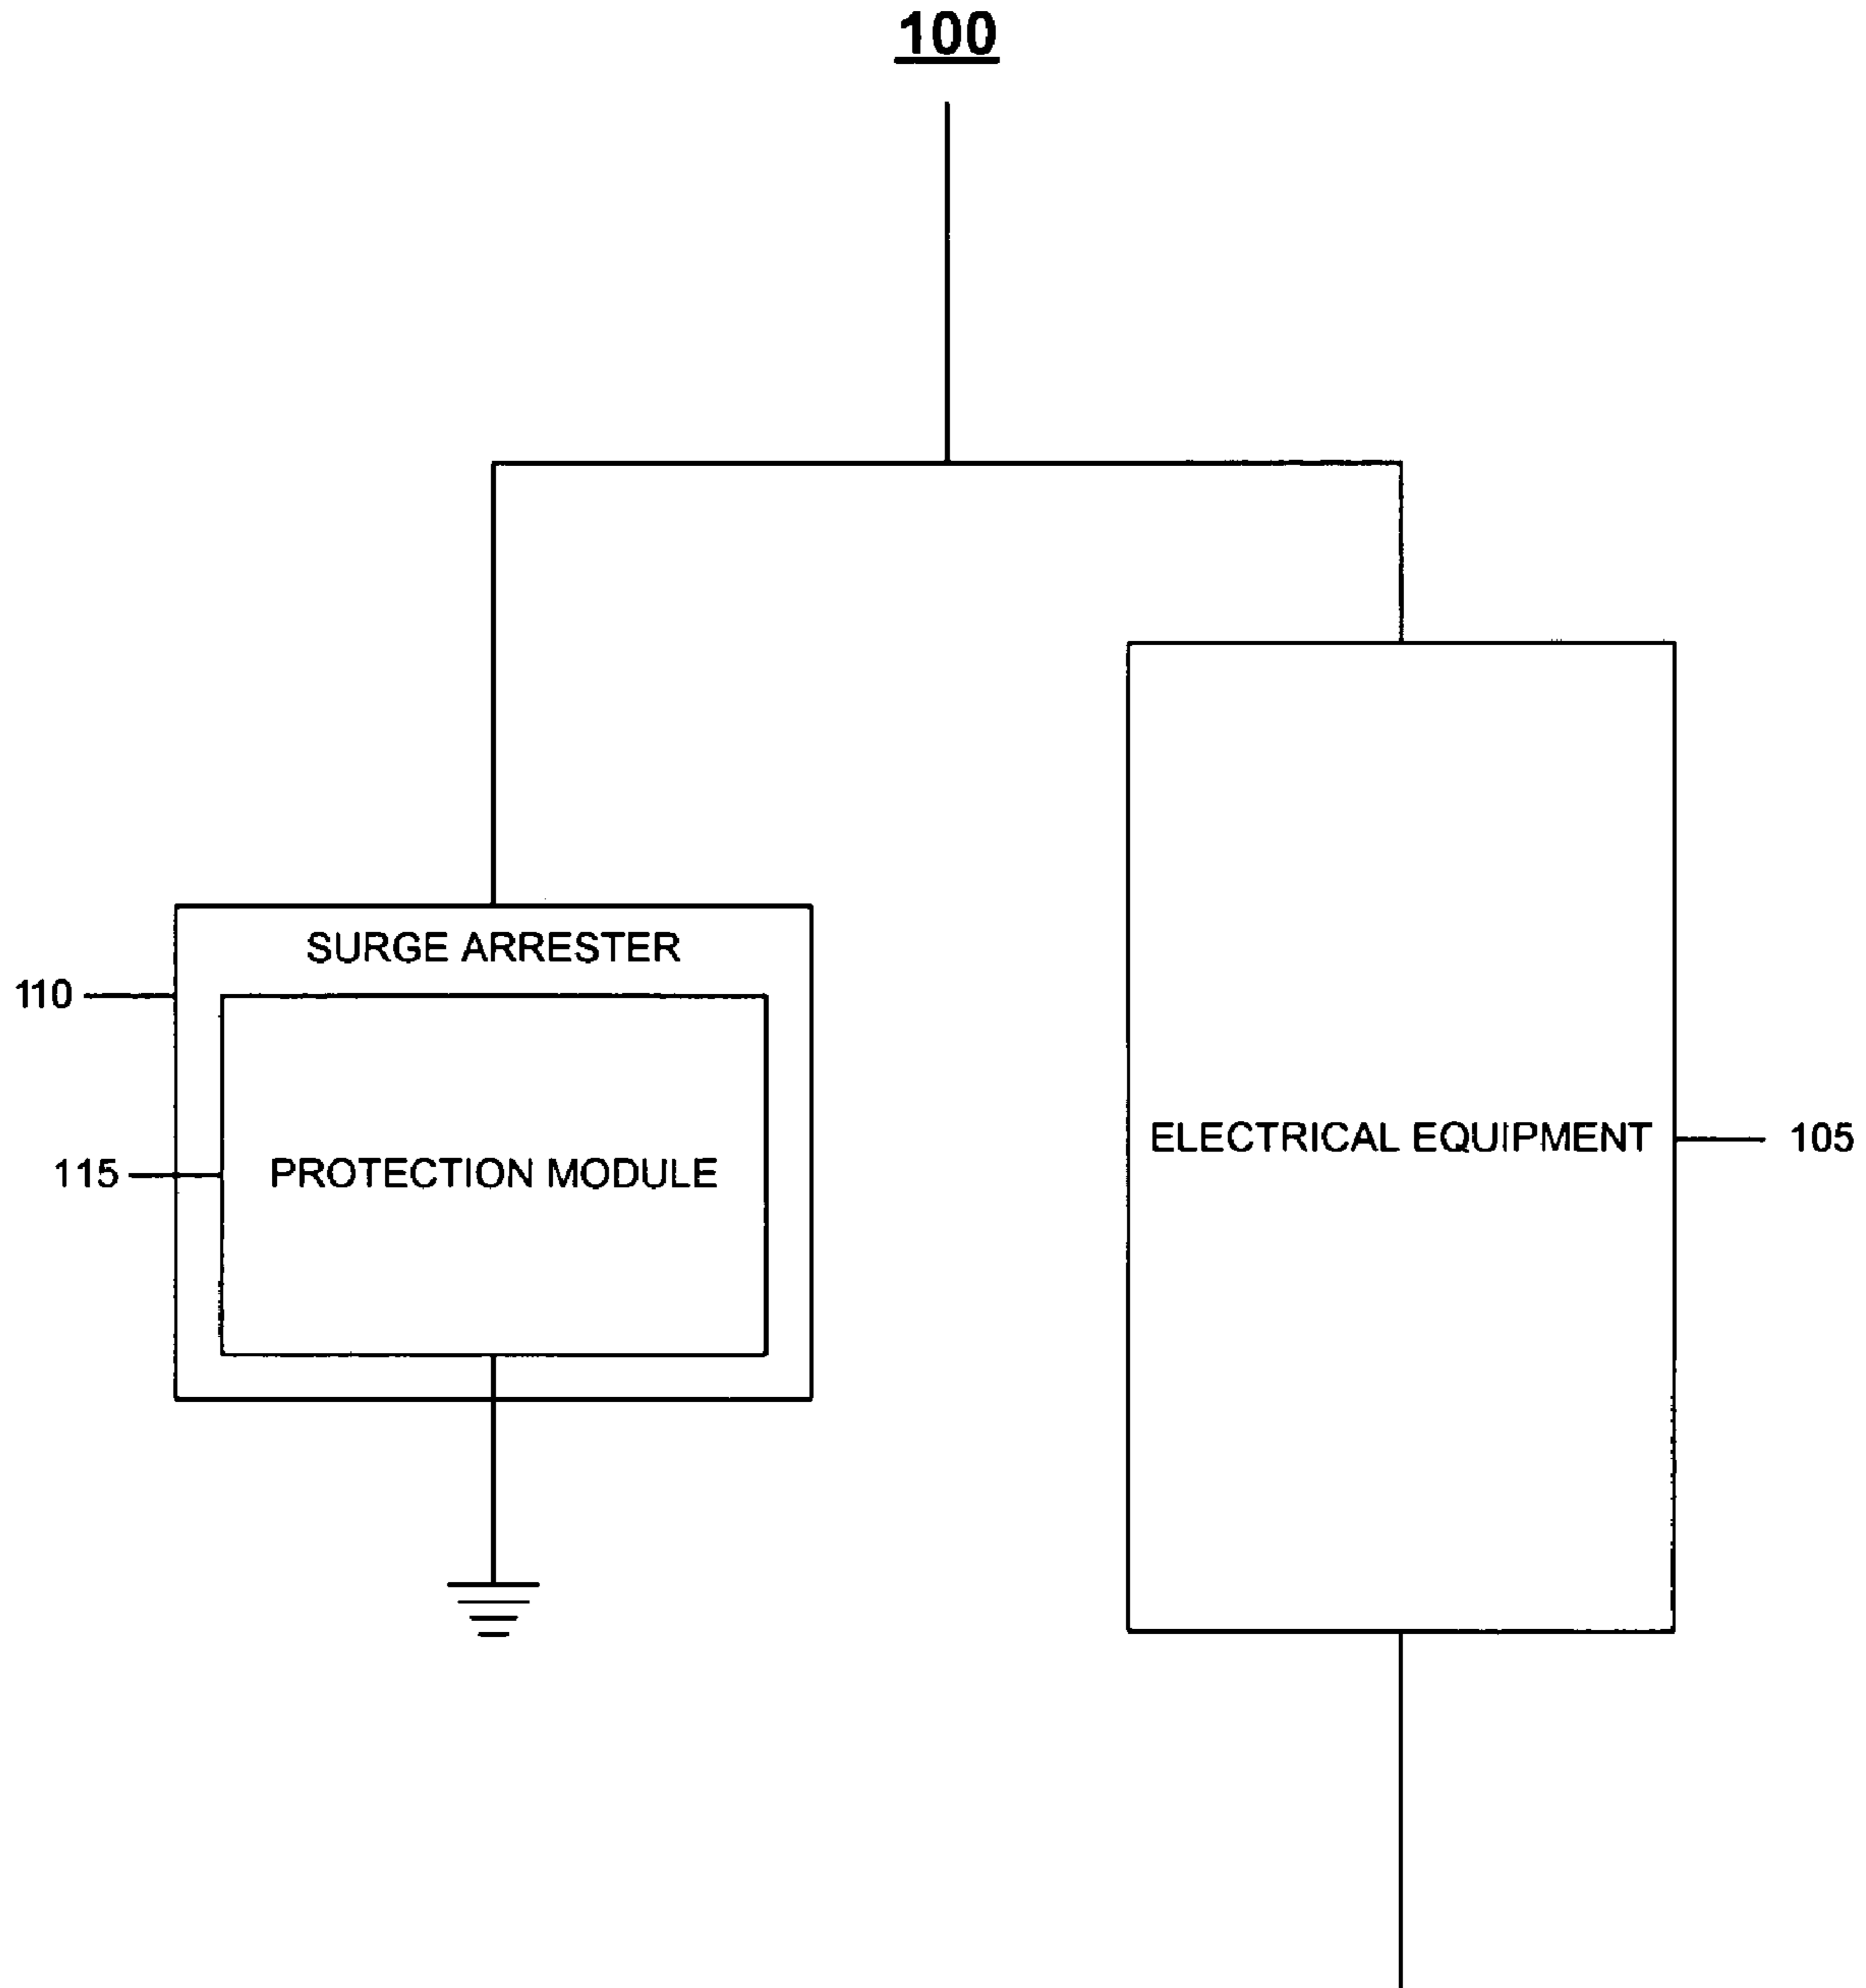 100
SURGE ARRESTER
110
115
PROTECTION MODULE
ELECTRICAL EQUIPMENT
105